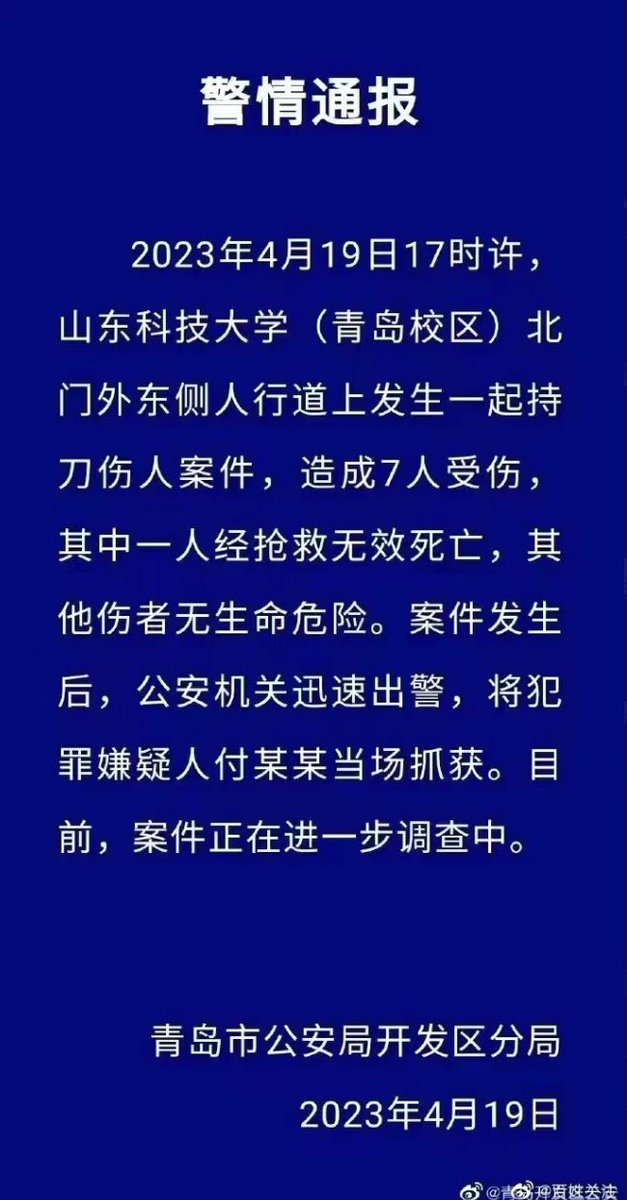 警情通报
2023年4月19日17时许，
山东科技大学（青岛校区）北
门外东侧人行道上发生一起持
刀伤人案件，造成7人受伤，
其中一人经抢救无效死亡，其
他伤者无生命危险。案件发生
后，公安机关迅速出警，将犯
罪嫌疑人付某某当场抓获。目
前，案件正在进一步调查中。
青岛市公安局开发区分局
2023年4月19日
@百姓关注